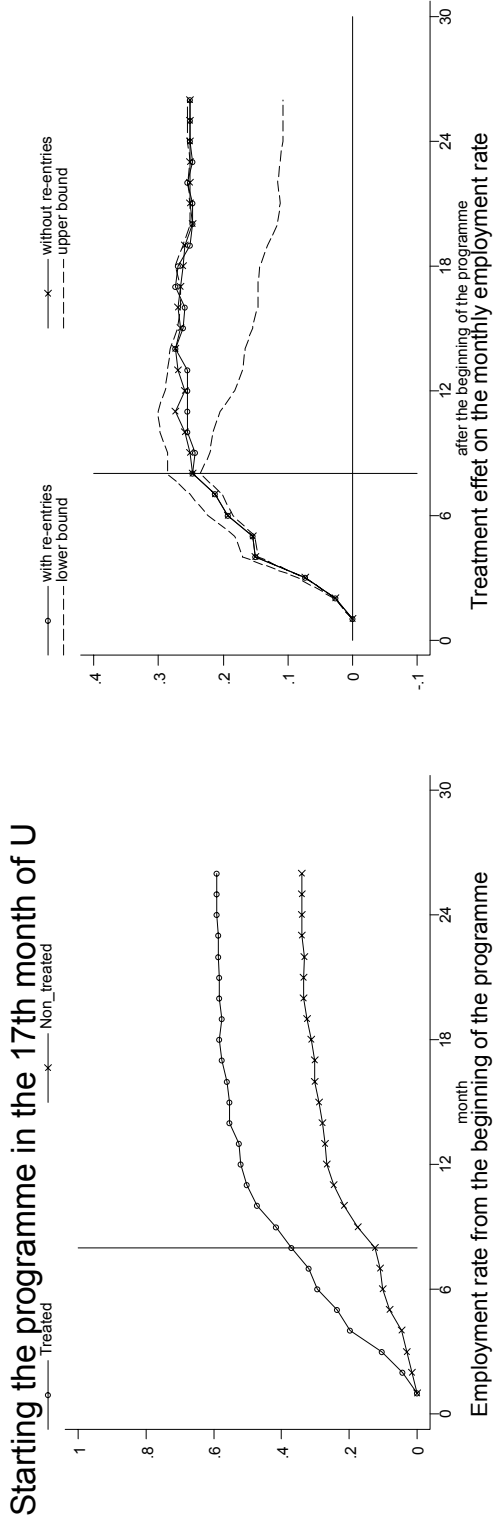 Starting the programme in the 17th month of U
Treated
Non_treated
1
.8
.6
.4
.2
0
0
6
12
18
24
30
month
Employment rate from the beginning of the programme
with re-entries
without re-entries
lower bound
upper bound
.4
.3
.2
.1
0
-.1
0
6
12
18
24
30
after the beginning of the programme
Treatment effet on the monthly employment rate